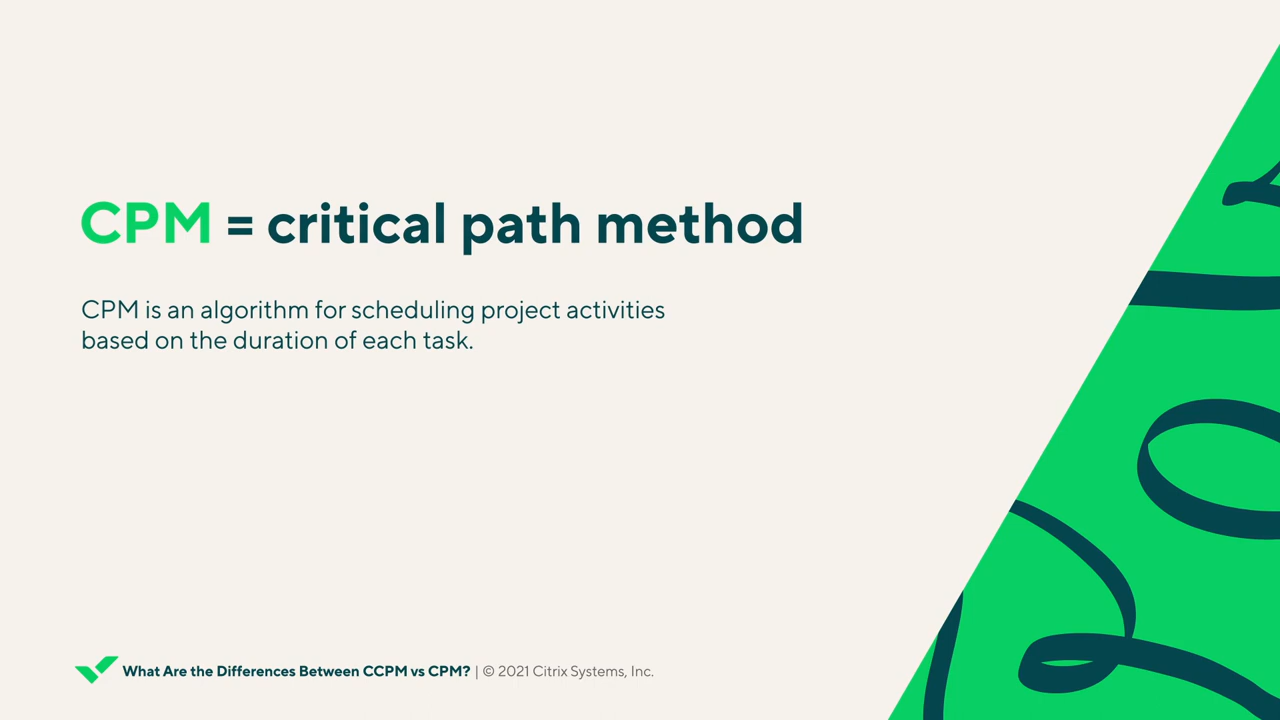 CPM = critical path method
CPM is an algorithm for scheduling project activities
based on the duration of each task.
What Are the Differences Between CCPM vs CPM? | © 2021 Citrix Systems, Inc.